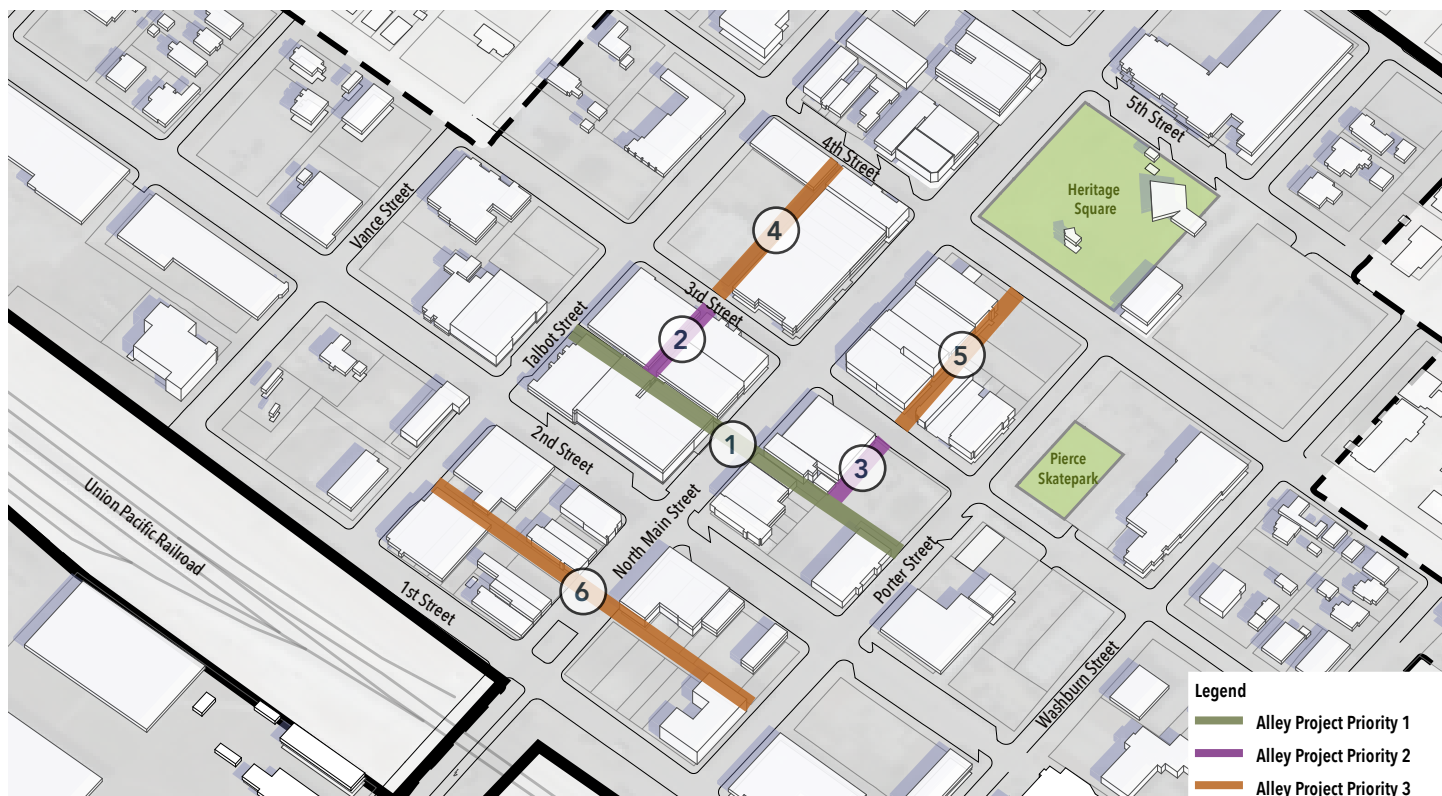 5th Street
4th Street
Heritage
Square
Vance Street
4
3rd Street
Talbot Street
2
5
1
2nd Street
3
Pierce
Skatepark
Union Pacific Railroad
North Main Street
Porter Street
6
1st Street
Washburn Street
Legend
Alley Project Priority 1
Alley Project Priority 2
Alley Project Priority 3